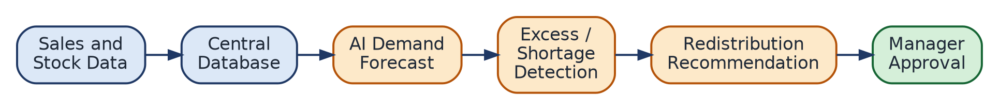 Sales and
Stock Data
Central
Database
AI Demand
Forecast
Excess /
Shortage
Detection
Redistribution
Recommendation
Manager
Approval